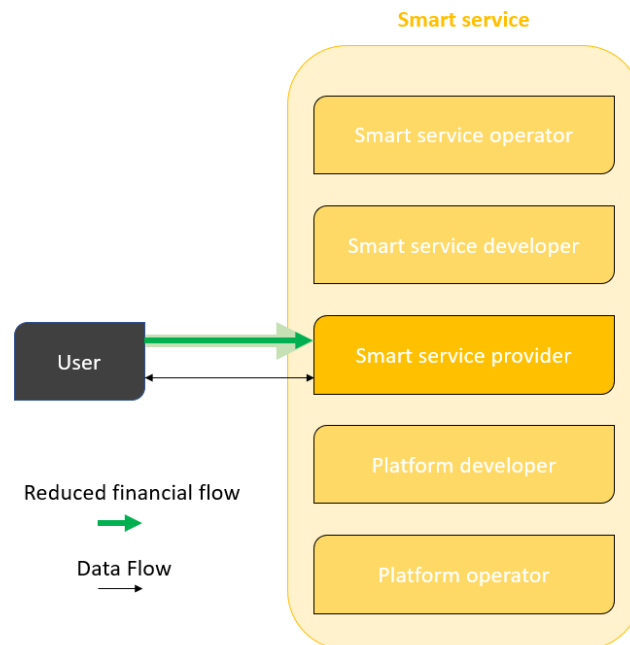 Smart service
Smart service operator
Smart service developer
User
Smart service provider
Platform developer
Reduced financial flow
Data Flow
Platform operator